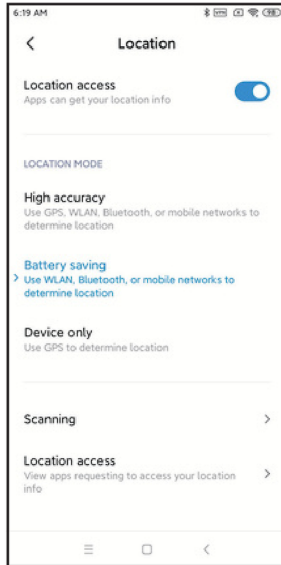 6:19 AM
Location
Location access
Apps can get your location info
LOCATION MODE
High accuracy
Use GPS, WLAN, Bluetooth, or mobile networks to
determine location
Battery saving
Use WLAN, Bluetooth, or mobile networks to
determine location
Device only
Use GPS to determine location
Scanning
Location access
View apps requesting to access your location
info